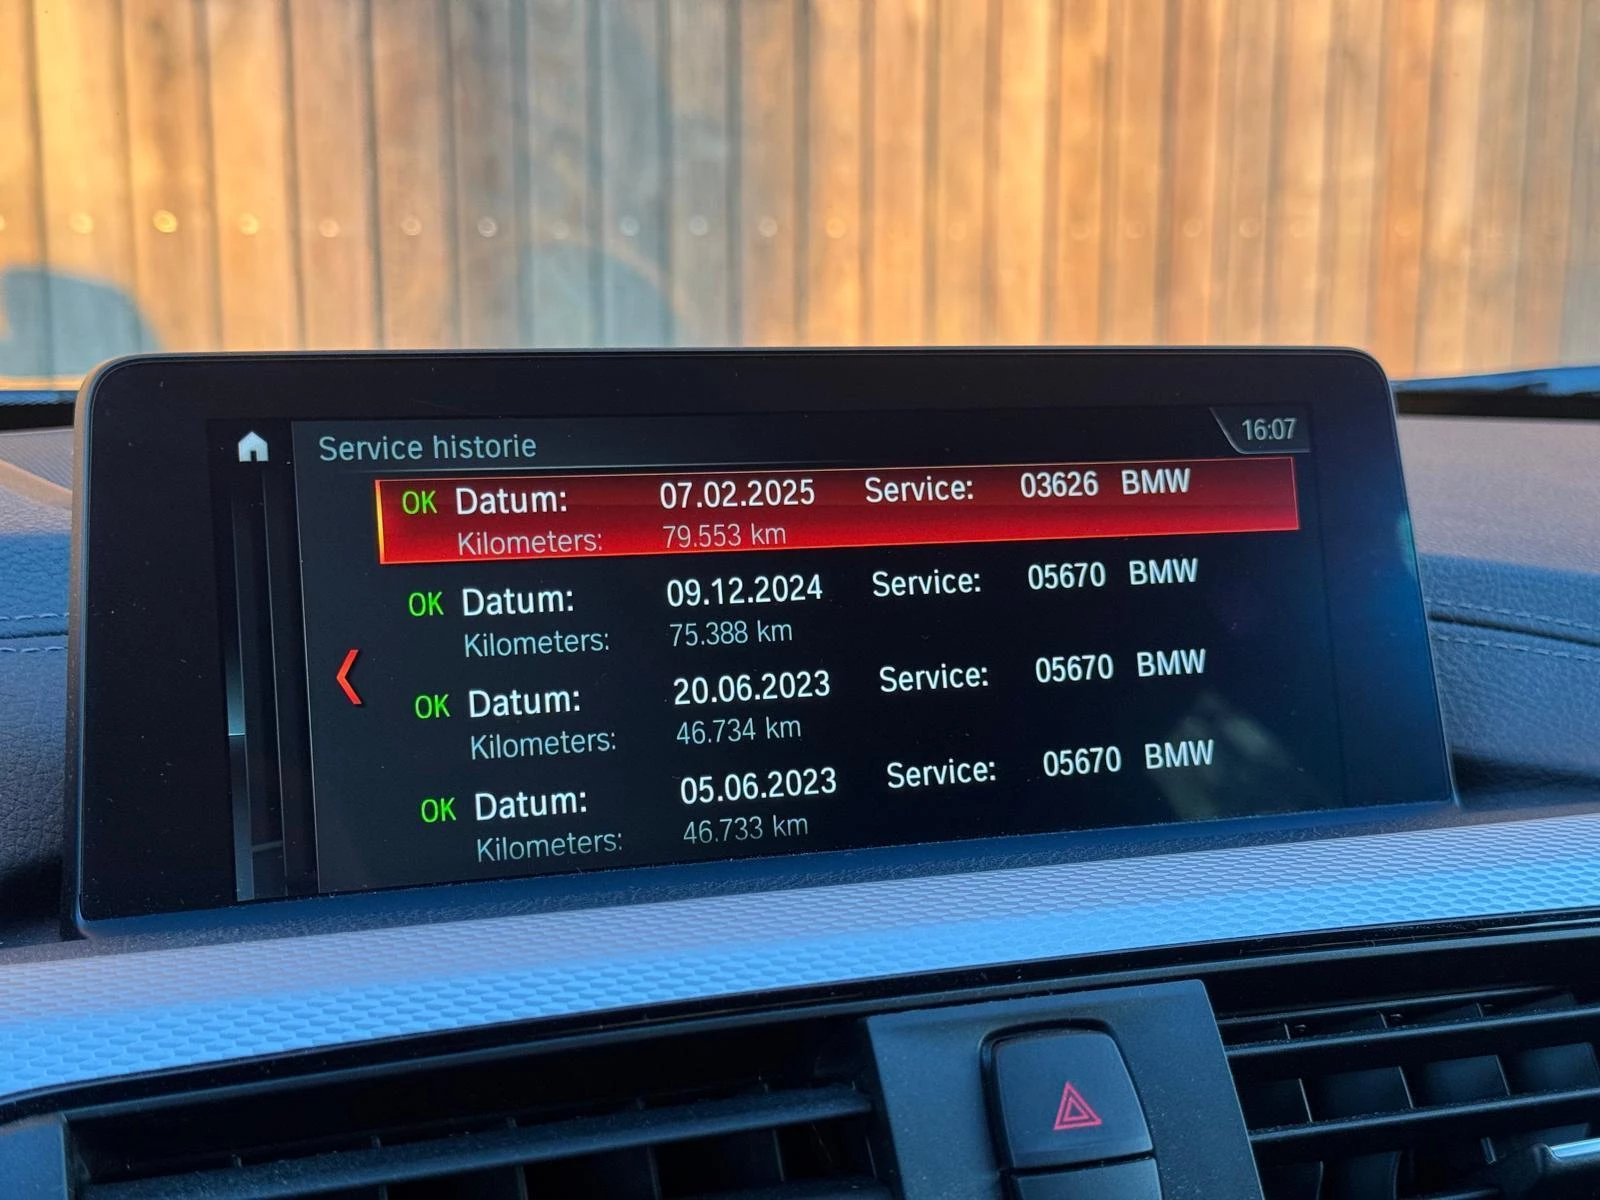 Service historie 16:07
OK Datum: 07.02.2025 Service: 03626 BMW
Kilometers: 79.553 km
OK Datum: 09.12.2024 Service: 05670 BMW
Kilometers: 75.388 km
OK Datum: 20.06.2023 Service: 05670 BMW
Kilometers: 46.734 km
OK Datum: 05.06.2023 Service: 05670 BMW
Kilometers: 46.733 km